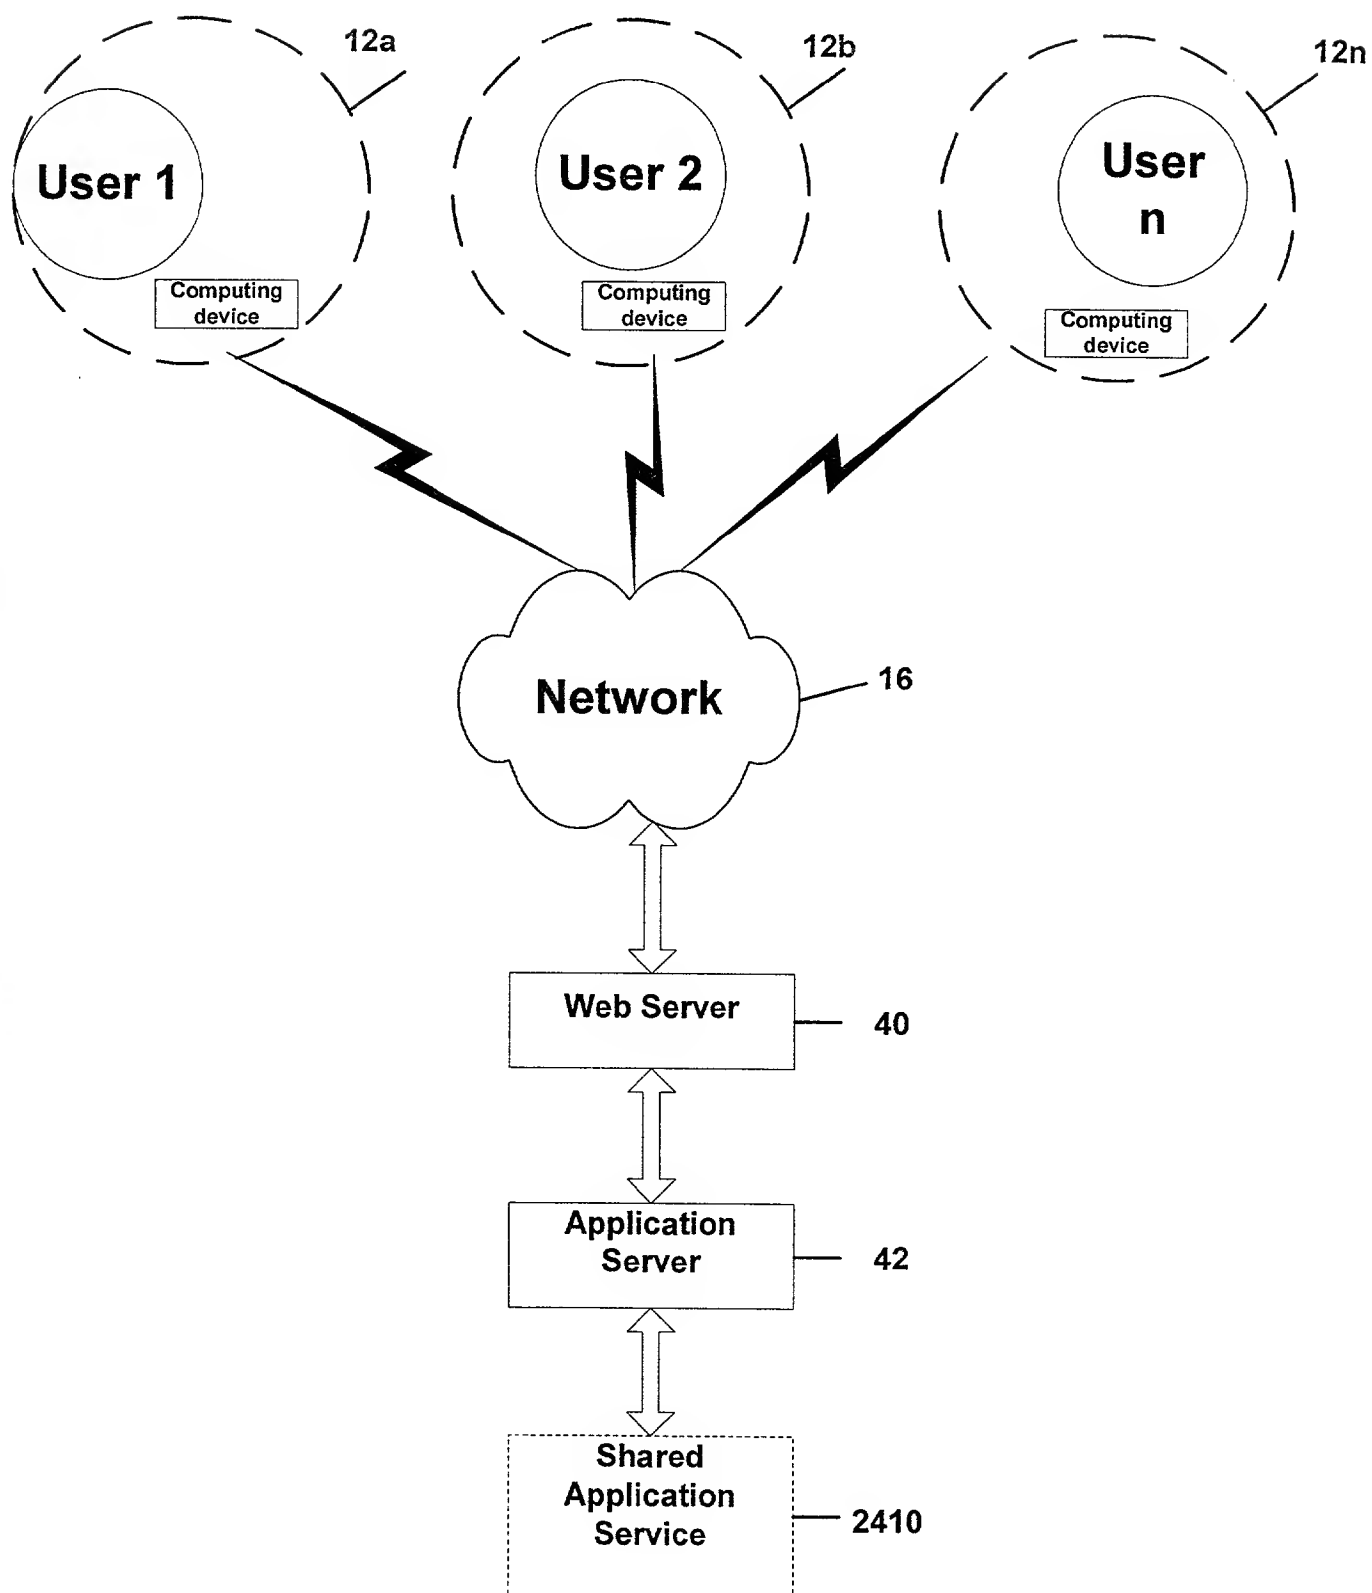 12a
12b
12n
User 1
User 2
User
n
Computing
device
Computing
device
Computing
device
Network
16
Web Server
40
Application
Server
42
Shared
Application
Service
2410